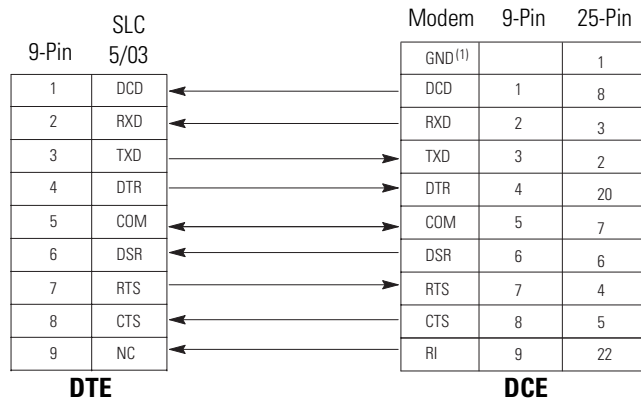 SLC
9-Pin 5/03
1 DCD
2 RXD
3 TXD
4 DTR
5 COM
6 DSR
7 RTS
8 CTS
9 NC
DTE
Modem 9-Pin 25-Pin
GND(1) 1
DCD 1 8
RXD 2 3
TXD 3 2
DTR 4 20
COM 5 7
DSR 6 6
RTS 7 4
CTS 8 5
RI 9 22
DCE